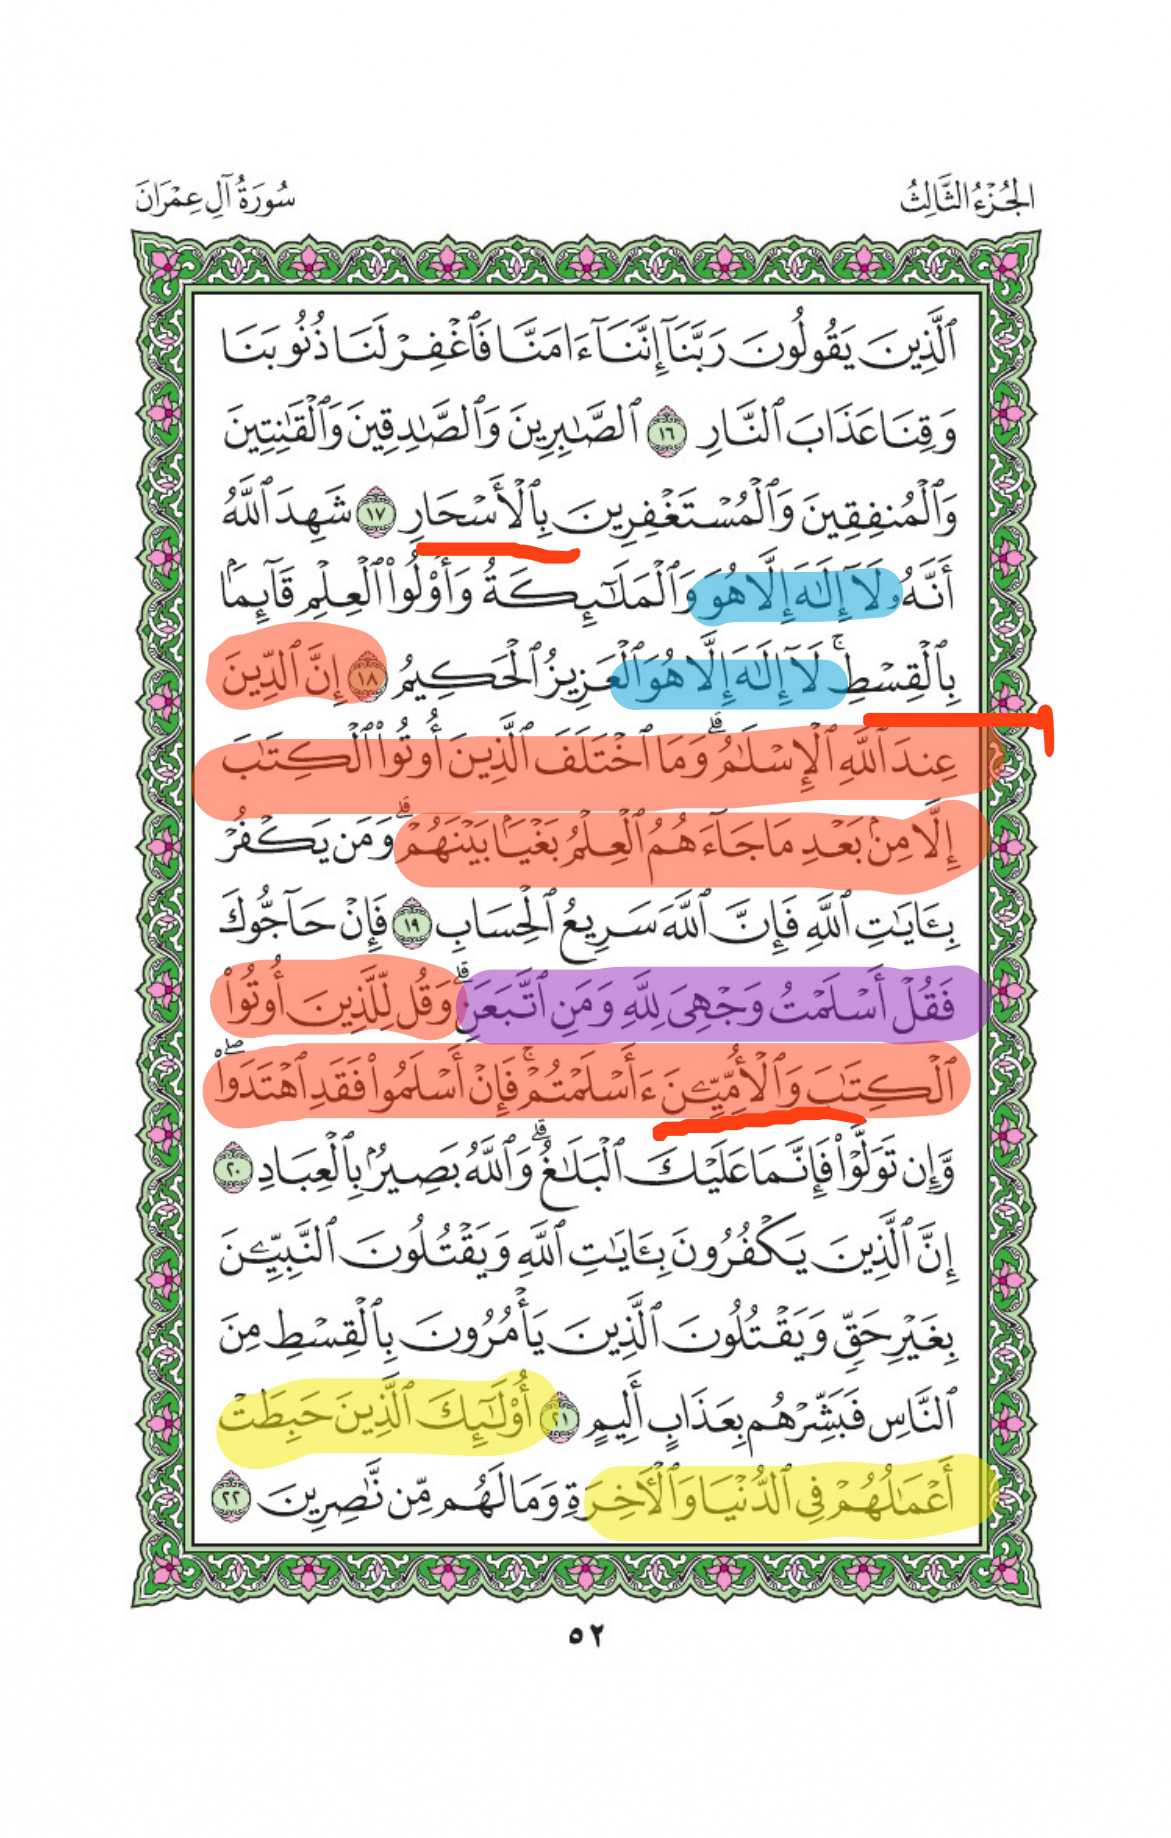 الجُزْءُ الثَّالِثُ
سُورَةُ آلِ عِمْرَانَ
ٱلَّذِينَ يَقُولُونَ رَبَّنَآ إِنَّنَآ ءَامَنَّا فَٱغْفِرْ لَنَا ذُنُوبَنَا
وَقِنَا عَذَابَ ٱلنَّارِ ١٦ ٱلصَّٰبِرِينَ وَٱلصَّٰدِقِينَ وَٱلْقَٰنِتِينَ
وَٱلْمُنفِقِينَ وَٱلْمُسْتَغْفِرِينَ بِٱلْأَسْحَارِ ١٧ شَهِدَ ٱللَّهُ
أَنَّهُۥ لَآ إِلَٰهَ إِلَّا هُوَ وَٱلْمَلَٰٓئِكَةُ وَأُو۟لُوا۟ ٱلْعِلْمِ قَآئِمَۢا
بِٱلْقِسْطِ ۚ لَآ إِلَٰهَ إِلَّا هُوَ ٱلْعَزِيزُ ٱلْحَكِيمُ ١٨ إِنَّ ٱلدِّينَ
عِندَ ٱللَّهِ ٱلْإِسْلَٰمُ ۗ وَمَا ٱخْتَلَفَ ٱلَّذِينَ أُوتُوا۟ ٱلْكِتَٰبَ
إِلَّا مِنۢ بَعْدِ مَا جَآءَهُمُ ٱلْعِلْمُ بَغْيَۢا بَيْنَهُمْ ۗ وَمَن يَكْفُرْ
بِـَٔايَٰتِ ٱللَّهِ فَإِنَّ ٱللَّهَ سَرِيعُ ٱلْحِسَابِ ١٩ فَإِنْ حَآجُّوكَ
فَقُلْ أَسْلَمْتُ وَجْهِىَ لِلَّهِ وَمَنِ ٱتَّبَعَنِ ۗ وَقُل لِّلَّذِينَ أُوتُوا۟
ٱلْكِتَٰبَ وَٱلْأُمِّيِّـۧنَ ءَأَسْلَمْتُمْ ۚ فَإِنْ أَسْلَمُوا۟ فَقَدِ ٱهْتَدَوا۟ ۖ
وَّإِن تَوَلَّوْا۟ فَإِنَّمَا عَلَيْكَ ٱلْبَلَٰغُ ۗ وَٱللَّهُ بَصِيرٌۢ بِٱلْعِبَادِ ٢٠
إِنَّ ٱلَّذِينَ يَكْفُرُونَ بِـَٔايَٰتِ ٱللَّهِ وَيَقْتُلُونَ ٱلنَّبِيِّـۧنَ
بِغَيْرِ حَقٍّ وَيَقْتُلُونَ ٱلَّذِينَ يَأْمُرُونَ بِٱلْقِسْطِ مِنَ
ٱلنَّاسِ فَبَشِّرْهُم بِعَذَابٍ أَلِيمٍ ٢١ أُو۟لَٰٓئِكَ ٱلَّذِينَ حَبِطَتْ
أَعْمَٰلُهُمْ فِى ٱلدُّنْيَا وَٱلْـَٔاخِرَةِ وَمَا لَهُم مِّن نَّٰصِرِينَ ٢٢
٥٢